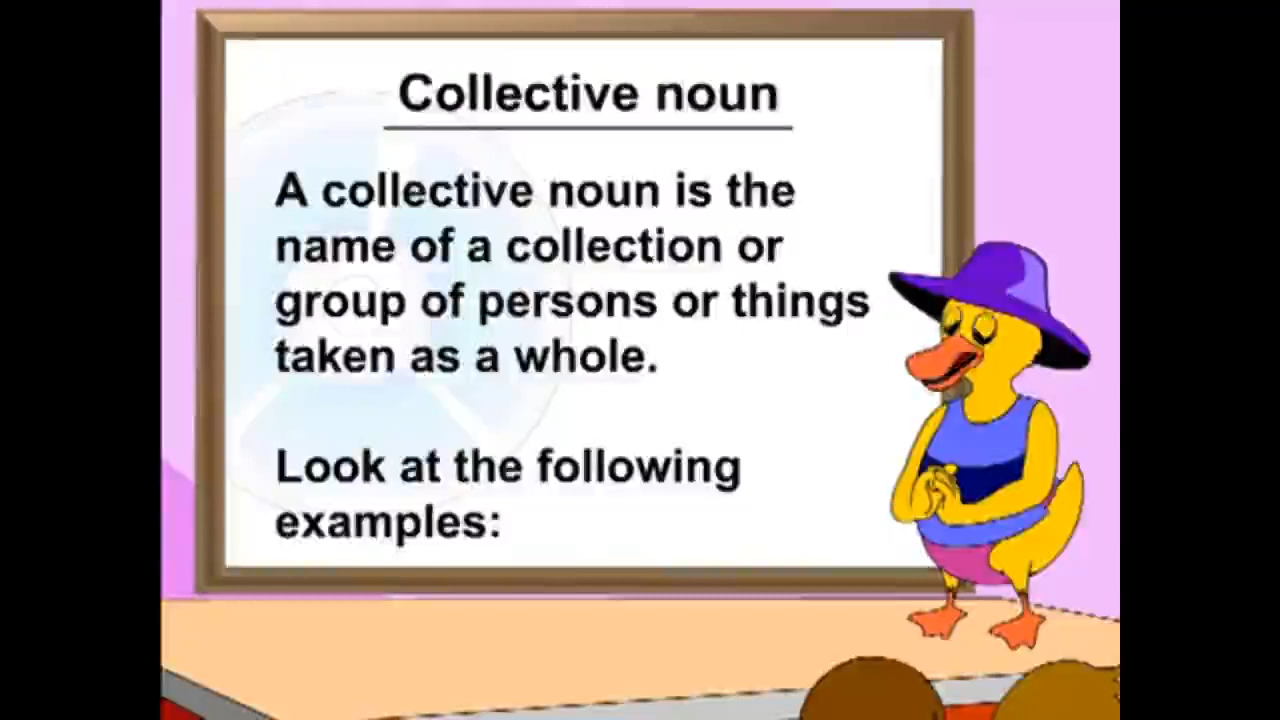 Collective noun
A collective noun is the
name of a collection or
group of persons or things
taken as a whole.
Look at the following
examples: